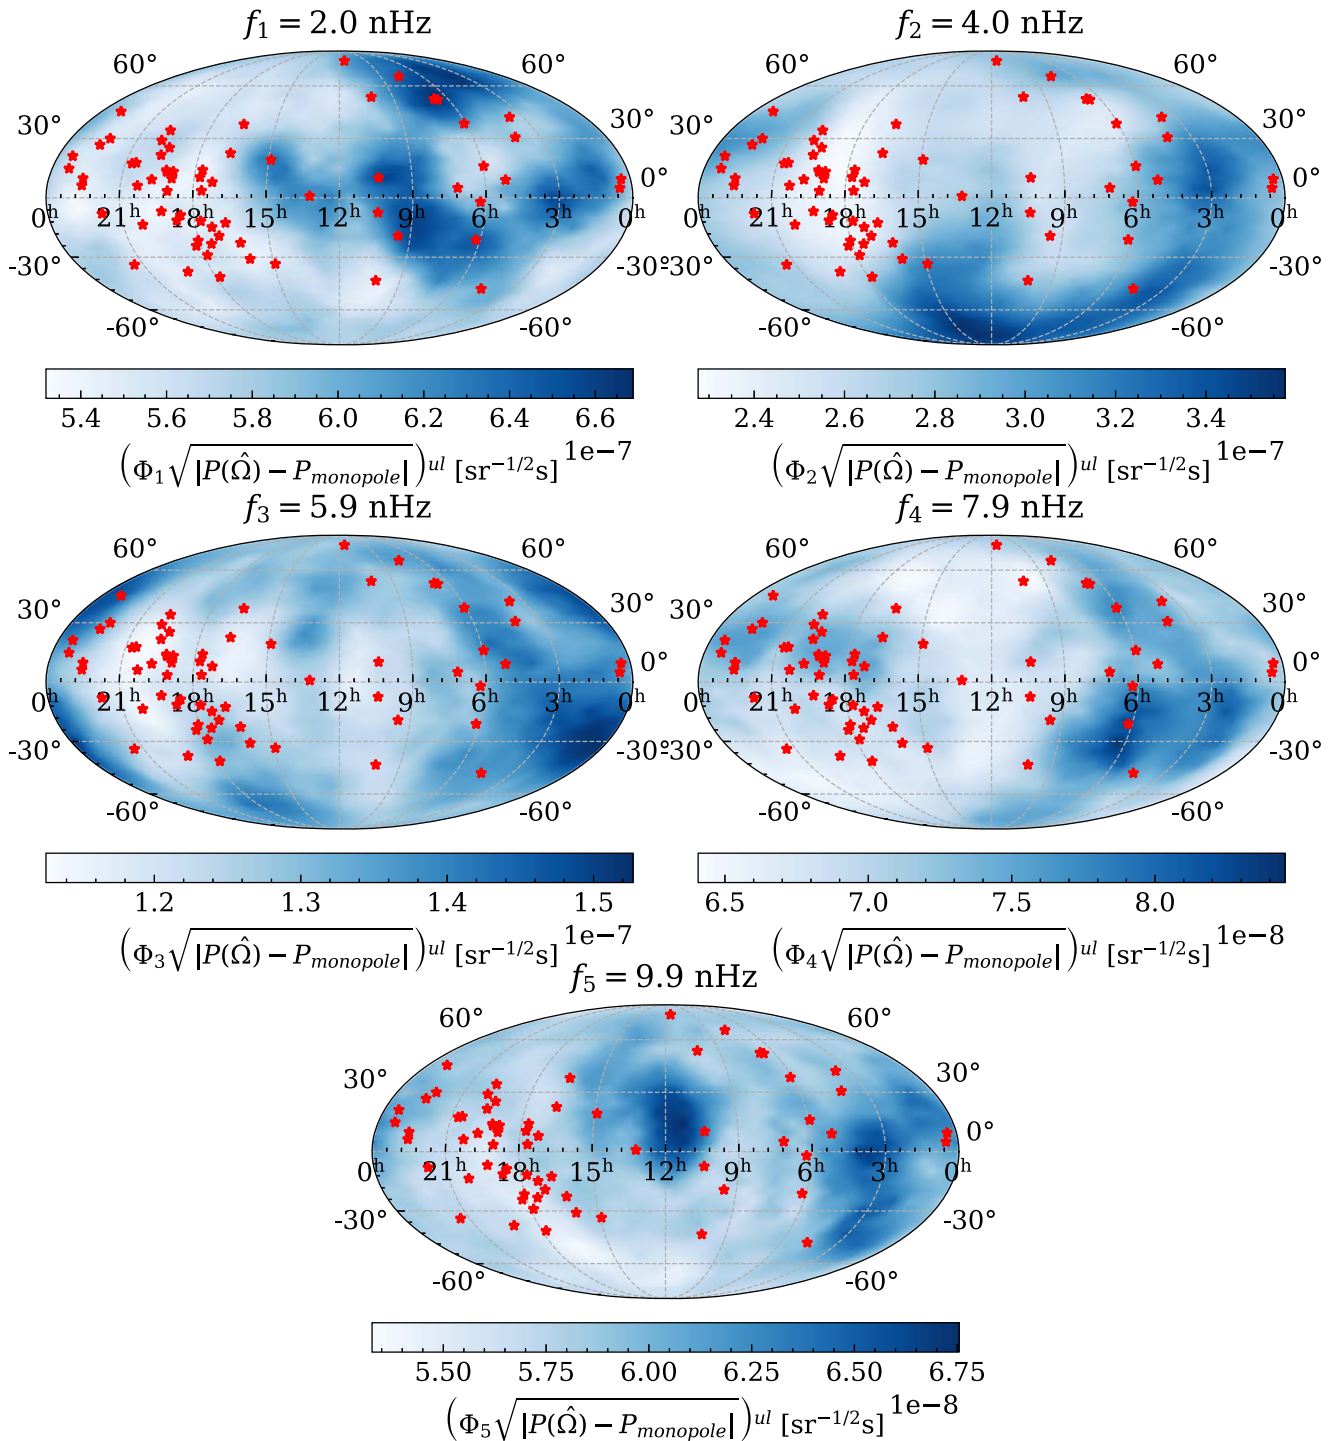 f₁ = 2.0 nHz f₂ = 4.0 nHz
60° 60° 60° 60°
30° 30° 30° 30°
0° 0°
0ʰ 21ʰ 18ʰ 15ʰ 12ʰ 9ʰ 6ʰ 3ʰ 0ʰ 0ʰ 21ʰ 18ʰ 15ʰ 12ʰ 9ʰ 6ʰ 3ʰ 0ʰ
-30° -30° -30° -30°
-60° -60° -60° -60°
5.4 5.6 5.8 6.0 6.2 6.4 6.6 2.4 2.6 2.8 3.0 3.2 3.4
(Φ₁√|P(Ω̂) − P_monopole|)^ul [sr^−1/2 s] 1e−7 (Φ₂√|P(Ω̂) − P_monopole|)^ul [sr^−1/2 s] 1e−7
f₃ = 5.9 nHz f₄ = 7.9 nHz
60° 60° 60° 60°
30° 30° 30° 30°
0° 0°
0ʰ 21ʰ 18ʰ 15ʰ 12ʰ 9ʰ 6ʰ 3ʰ 0ʰ 0ʰ 21ʰ 18ʰ 15ʰ 12ʰ 9ʰ 6ʰ 3ʰ 0ʰ
-30° -30° -30° -30°
-60° -60° -60° -60°
1.2 1.3 1.4 1.5 6.5 7.0 7.5 8.0
(Φ₃√|P(Ω̂) − P_monopole|)^ul [sr^−1/2 s] 1e−7 (Φ₄√|P(Ω̂) − P_monopole|)^ul [sr^−1/2 s] 1e−8
f₅ = 9.9 nHz
60° 60°
30° 30°
0°
0ʰ 21ʰ 18ʰ 15ʰ 12ʰ 9ʰ 6ʰ 3ʰ 0ʰ
-30° -30°
-60° -60°
5.50 5.75 6.00 6.25 6.50 6.75
(Φ₅√|P(Ω̂) − P_monopole|)^ul [sr^−1/2 s] 1e−8